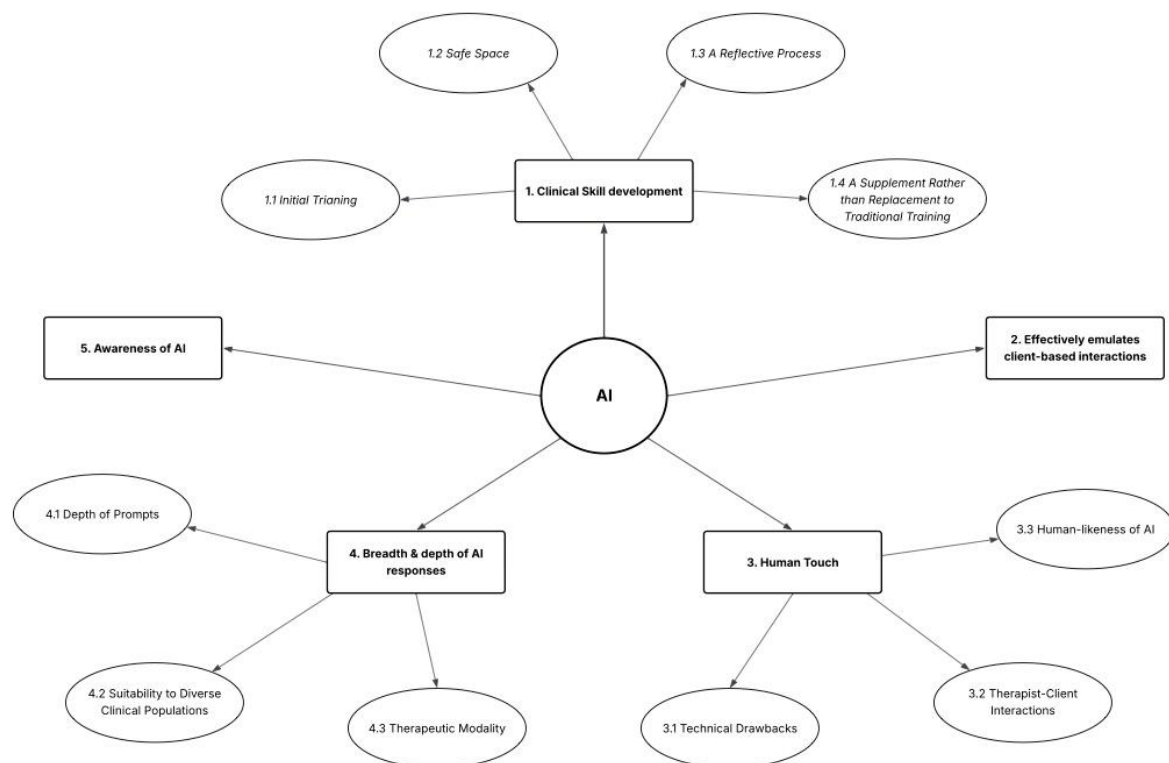 1.2 Safe Space
1.3 A Reflective Process
1.1 Initial Trianing
1. Clinical Skill development
1.4 A Supplement Rather
than Replacement to
Traditional Training
5. Awareness of AI
AI
2. Effectively emulates
client-based interactions
4.1 Depth of Prompts
4. Breadth & depth of AI
responses
3. Human Touch
3.3 Human-likeness of AI
4.2 Suitability to Diverse
Clinical Populations
4.3 Therapeutic Modality
3.1 Technical Drawbacks
3.2 Therapist-Client
Interactions